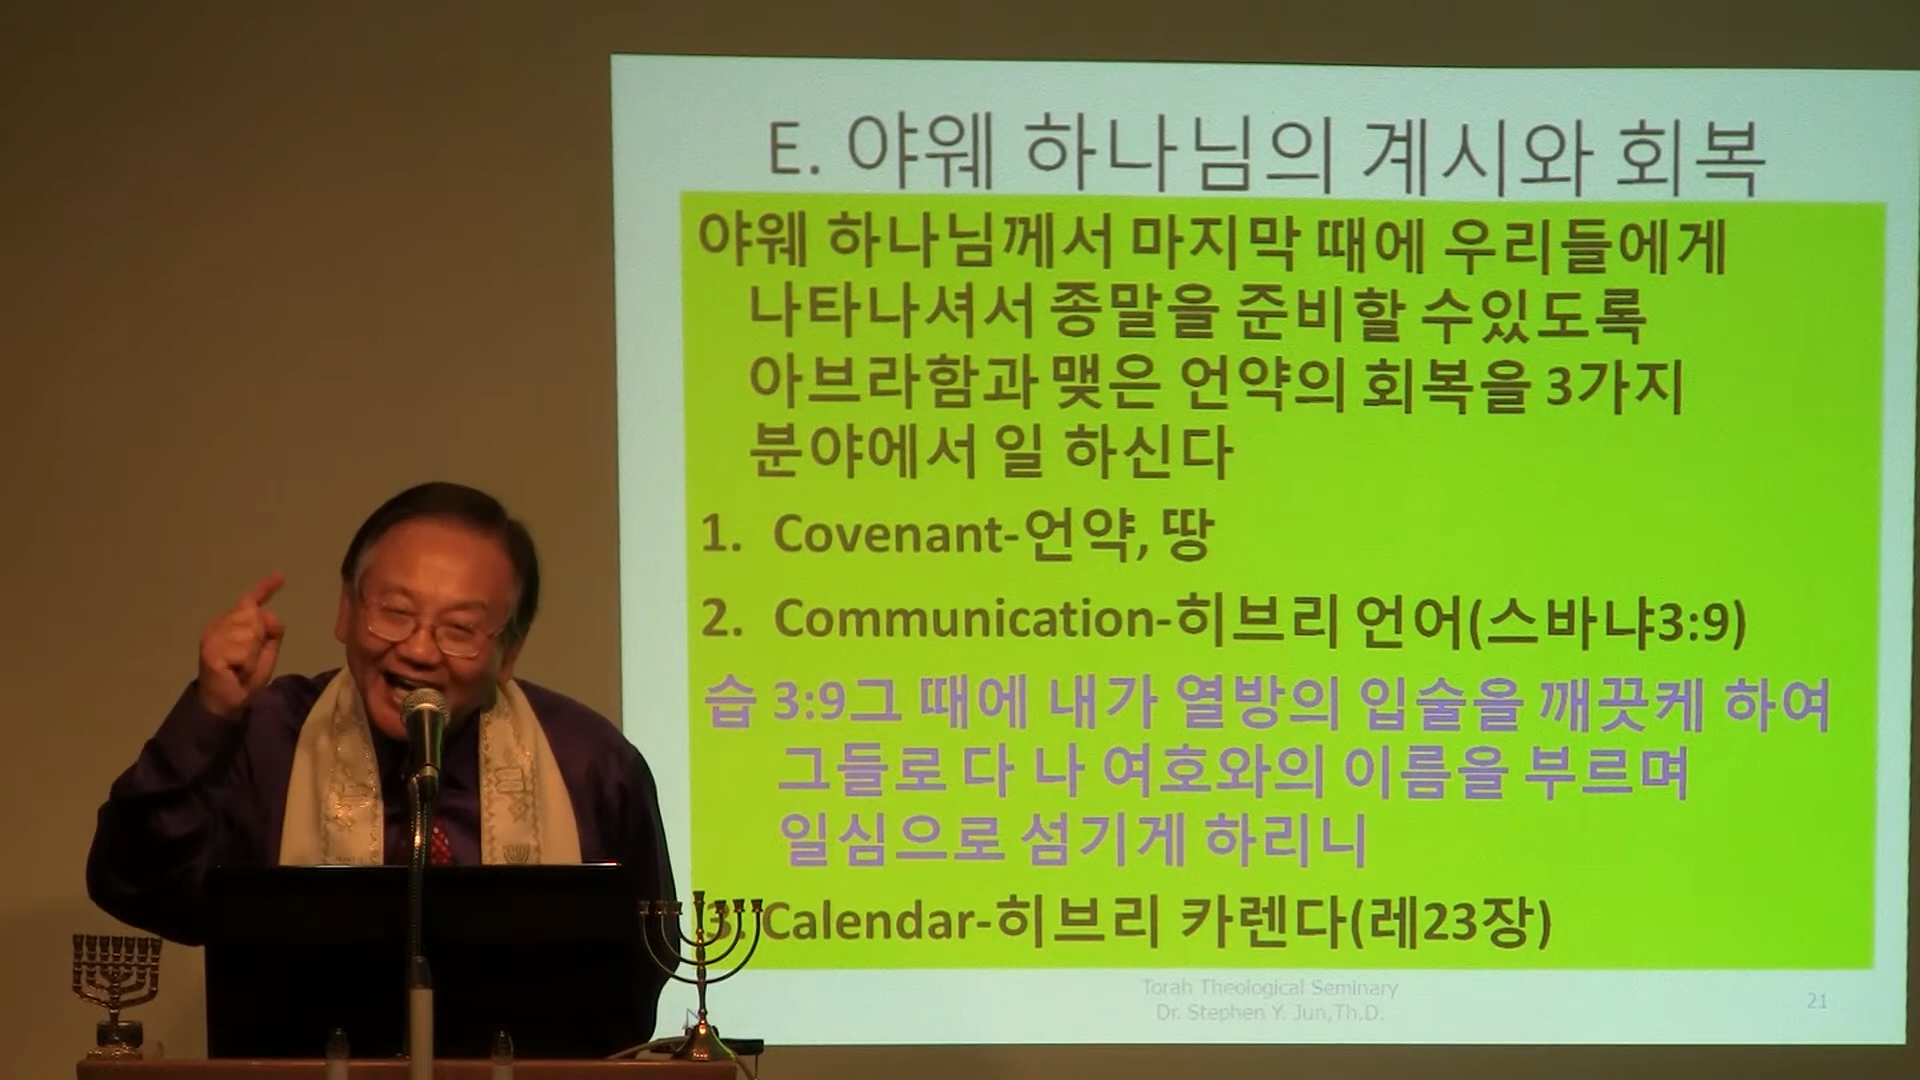 E. 야웨 하나님의 계시와 회복
야웨 하나님께서 마지막 때에 우리들에게
나타나셔서 종말을 준비할 수있도록
아브라함과 맺은 언약의 회복을 3가지
분야에서 일 하신다
1. Covenant-언약, 땅
2. Communication-히브리 언어(스바냐3:9)
습 3:9그 때에 내가 열방의 입술을 깨끗케 하여
그들로 다 나 여호와의 이름을 부르며
일심으로 섬기게 하리니
3. Calendar-히브리 카렌다(레23장)
Torah Theological Seminary
Dr. Stephen Y. Jun,Th.D.
21